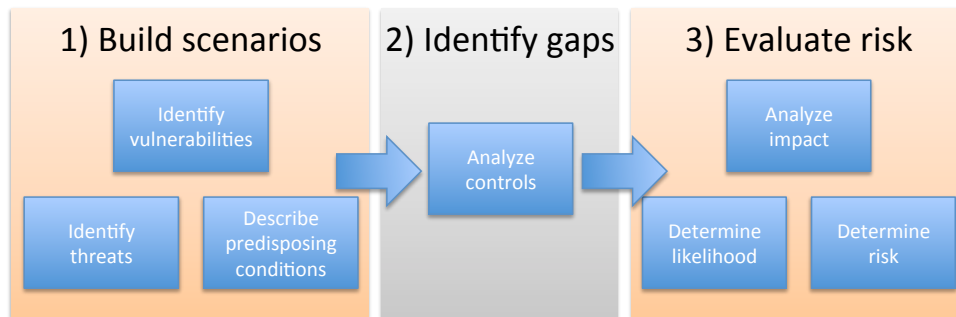 1) Build scenarios
Identify
vulnerabilities
Identify
threats
Describe
predisposing
conditions
2) Identify gaps
Analyze
controls
3) Evaluate risk
Analyze
impact
Determine
likelihood
Determine
risk